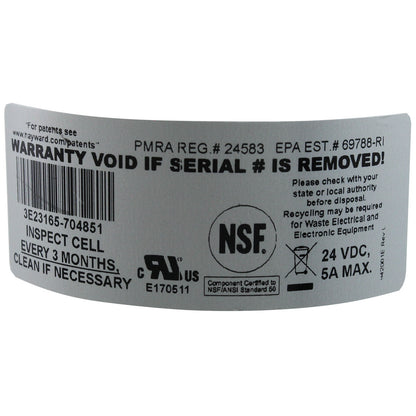 "For patents see
hayward.com/patents"
PMRA REG.# 24583 EPA EST.# 69788-RI
WARRANTY VOID IF SERIAL # IS REMOVED!
3E23165-704851
INSPECT CELL
EVERY 3 MONTHS,
CLEAN IF NECESSARY
C UL US
E170511
NSF.
Component Certified to
NSF/ANSI Standard 50
Please check with your
state or local authority
before disposal.
Recycling may be required
for Waste Electrical and
Electronic Equipment
24 VDC,
5A MAX.